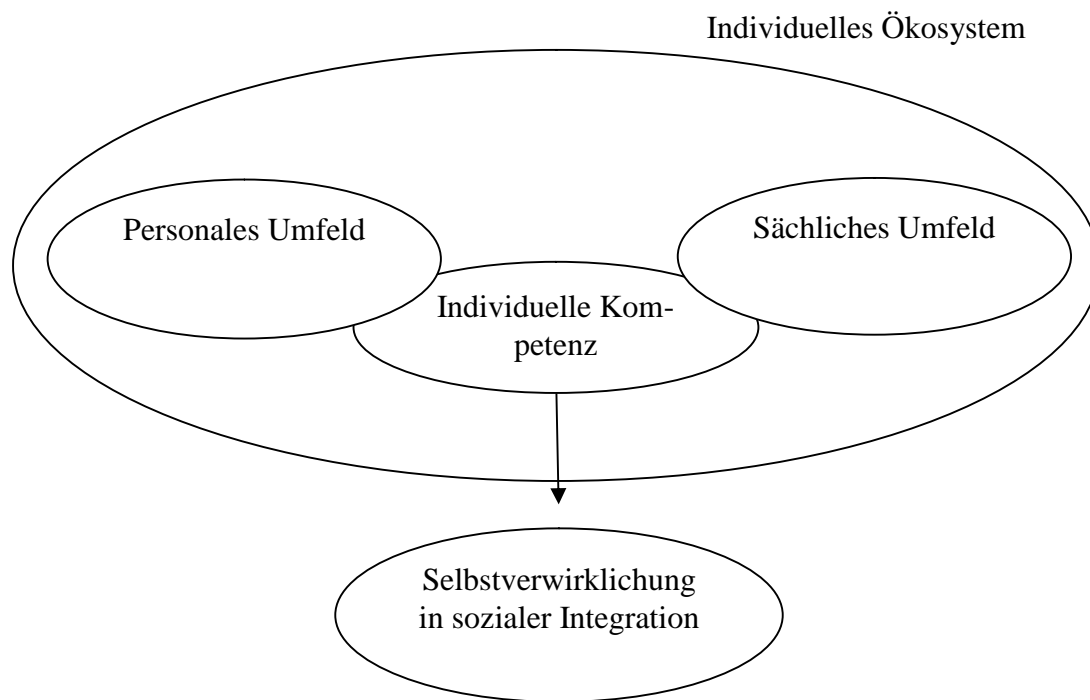 Individuelles Ökosystem
Personales Umfeld
Sächliches Umfeld
Individuelle Kom-
petenz
Selbstverwirklichung
in sozialer Integration